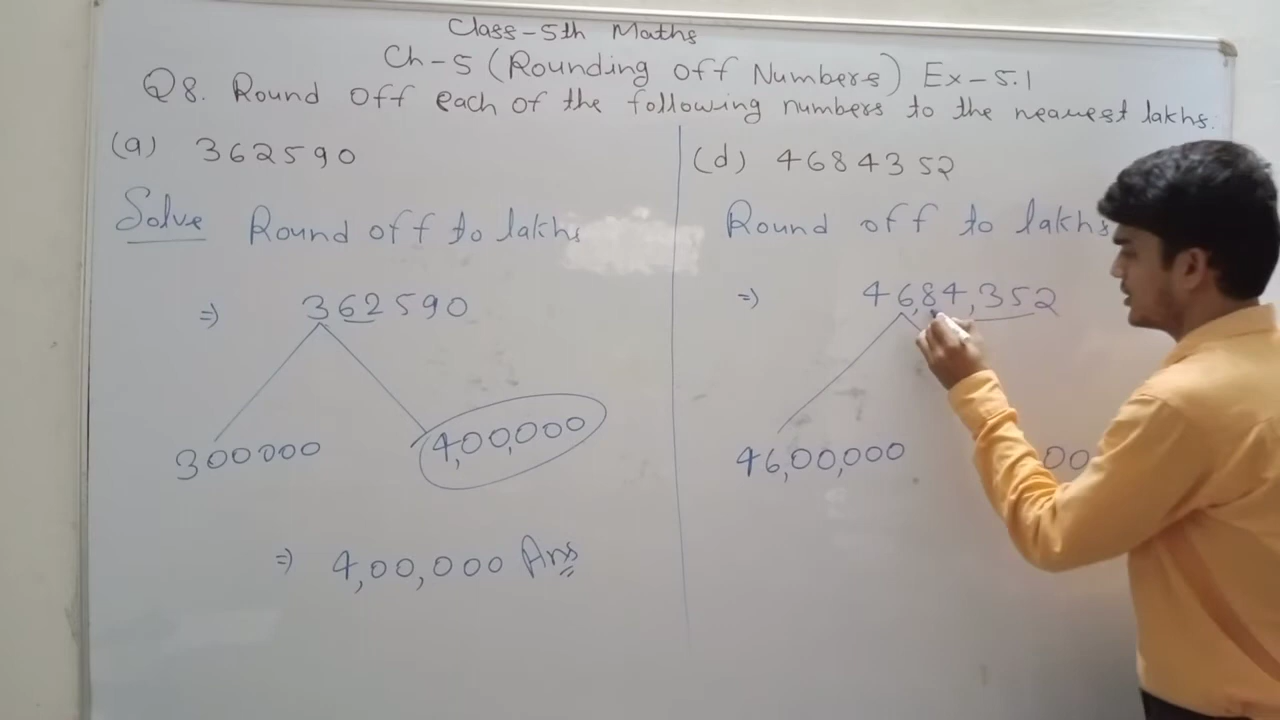 Class-5th Maths
Ch-5 (Rounding off Numbers) Ex-5.1
Q8. Round off each of the following numbers to the nearest lakhs.
(a) 362590
Solve Round off to lakhs
=) 362590
300000 4,00,000
=) 4,00,000 Ans
(d) 4684352
Round off to lakhs
=) 46,84,352
46,00,000 00